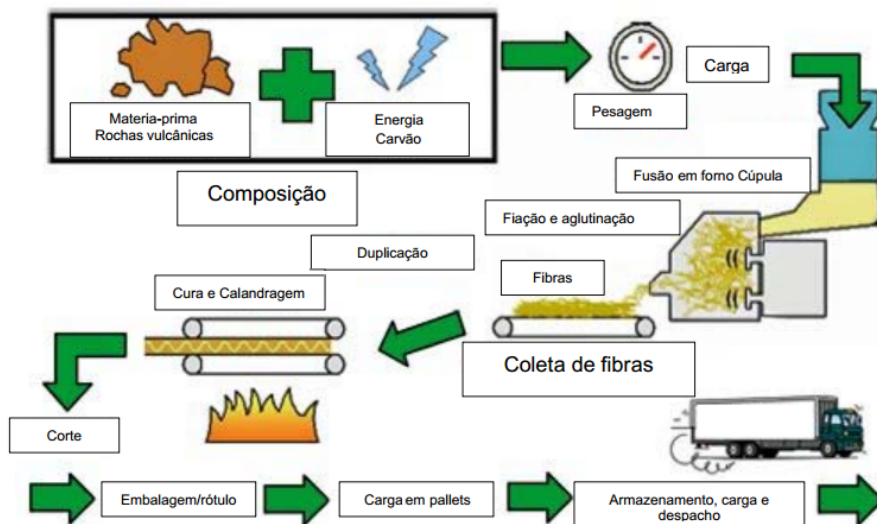 Materia-prima
Rochas vulcânicas
Energia
Carvão
Pesagem
Carga
Composição
Fusão em forno Cúpula
Fiação e aglutinação
Duplicação
Fibras
Cura e Calandragem
Coleta de fibras
Corte
Embalagem/rótulo
Carga em pallets
Armazenamento, carga e
despacho